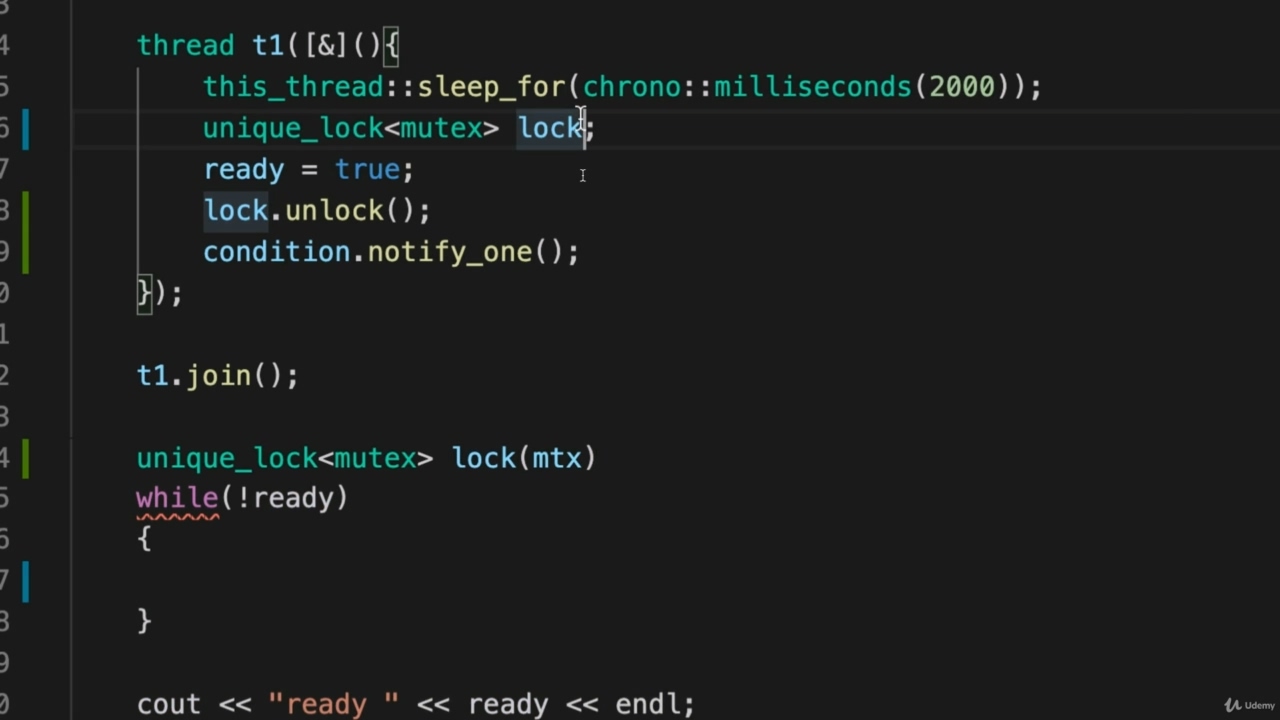 3
4 thread t1([&](){
5 this_thread::sleep_for(chrono::milliseconds(2000));
6 unique_lock<mutex> lock;
7 ready = true;
8 lock.unlock();
9 condition.notify_one();
0 });
1
2 t1.join();
3
4 unique_lock<mutex> lock(mtx)
5 while(!ready)
6 {
7
8 }
9
0 cout << "ready " << ready << endl;
Udemy